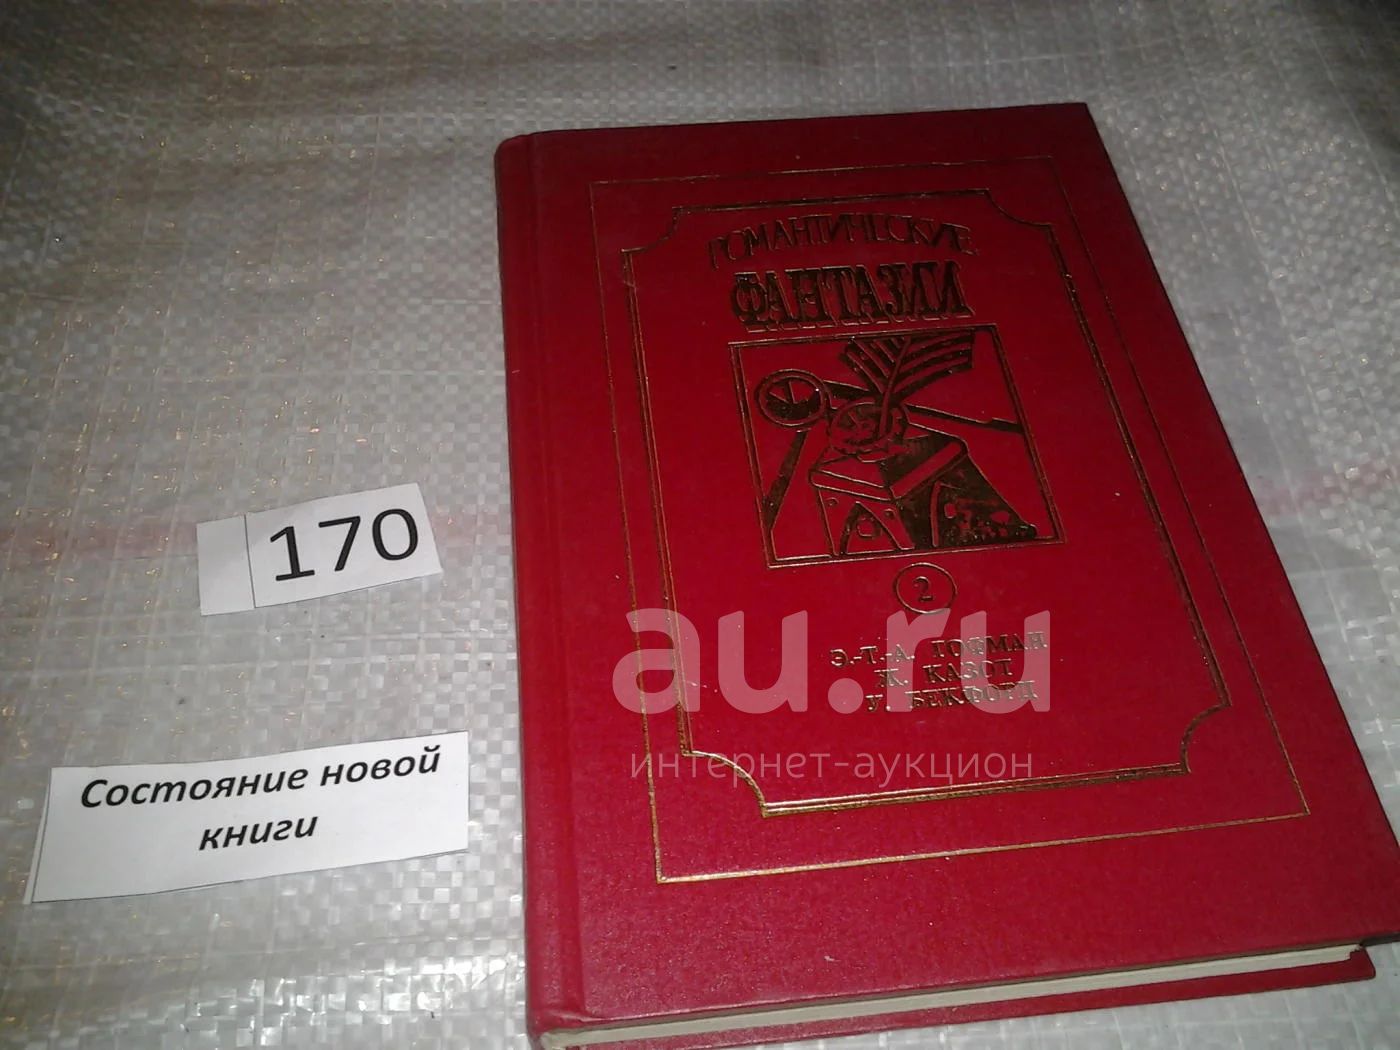 РОМАНТИЧЕСКИЕ
ФАНТАЗИИ
2
Э.-Т.-А. ГОФМАН
Ж. КАЗОТ
У. БЕКФОРД
170
Состояние новой
книги
au.ru
интернет-аукцион